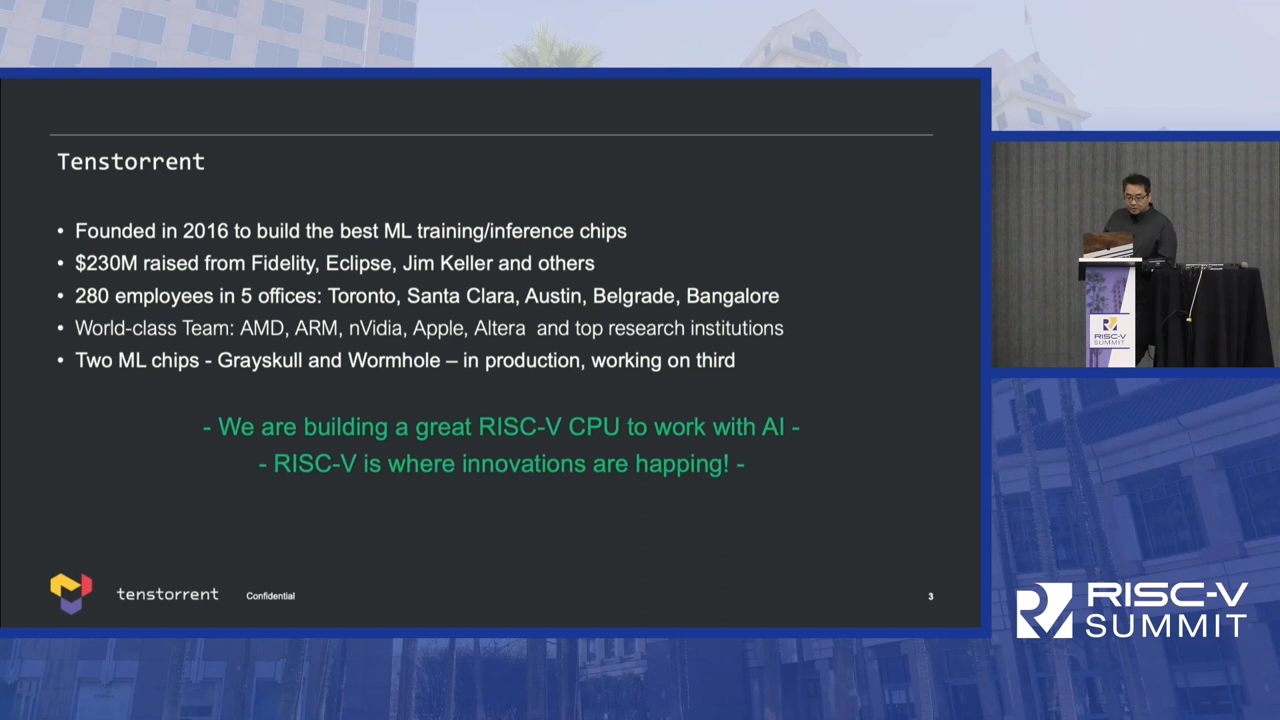 Tenstorrent
• Founded in 2016 to build the best ML training/inference chips
• $230M raised from Fidelity, Eclipse, Jim Keller and others
• 280 employees in 5 offices: Toronto, Santa Clara, Austin, Belgrade, Bangalore
• World-class Team: AMD, ARM, nVidia, Apple, Altera and top research institutions
• Two ML chips - Grayskull and Wormhole – in production, working on third
- We are building a great RISC-V CPU to work with AI -
- RISC-V is where innovations are happing! -
tenstorrent Confidential 3
RISC-V
SUMMIT
RISC-V
SUMMIT